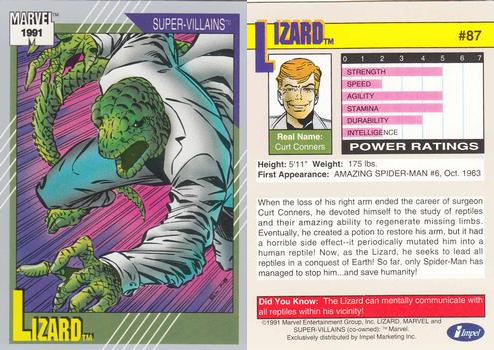 MARVEL™
1991
SUPER-VILLAINS™
LIZARD™
LIZARD™
#87
0 1 2 3 4 5 6 7
STRENGTH
SPEED
AGILITY
STAMINA
DURABILITY
INTELLIGENCE
POWER RATINGS
Real Name:
Curt Conners
Height: 5'11" Weight: 175 lbs.
First Appearance: AMAZING SPIDER-MAN #6, Oct. 1963
When the loss of his right arm ended the career of surgeon
Curt Conners, he devoted himself to the study of reptiles
and their amazing ability to regenerate missing limbs.
Eventually, he created a potion to restore his arm, but it had
a horrible side effect--it periodically mutated him into a
human reptile! Now, as the Lizard, he seeks to lead all
reptiles in a conquest of Earth! So far, only Spider-Man has
managed to stop him...and save humanity!
Did You Know: The Lizard can mentally communicate with
all reptiles within his vicinity!
©1991 Marvel Entertainment Group, Inc. LIZARD, MARVEL and
SUPER-VILLAINS (co-owned): ™ Marvel.
Exclusively distributed by Impel Marketing Inc.
impel